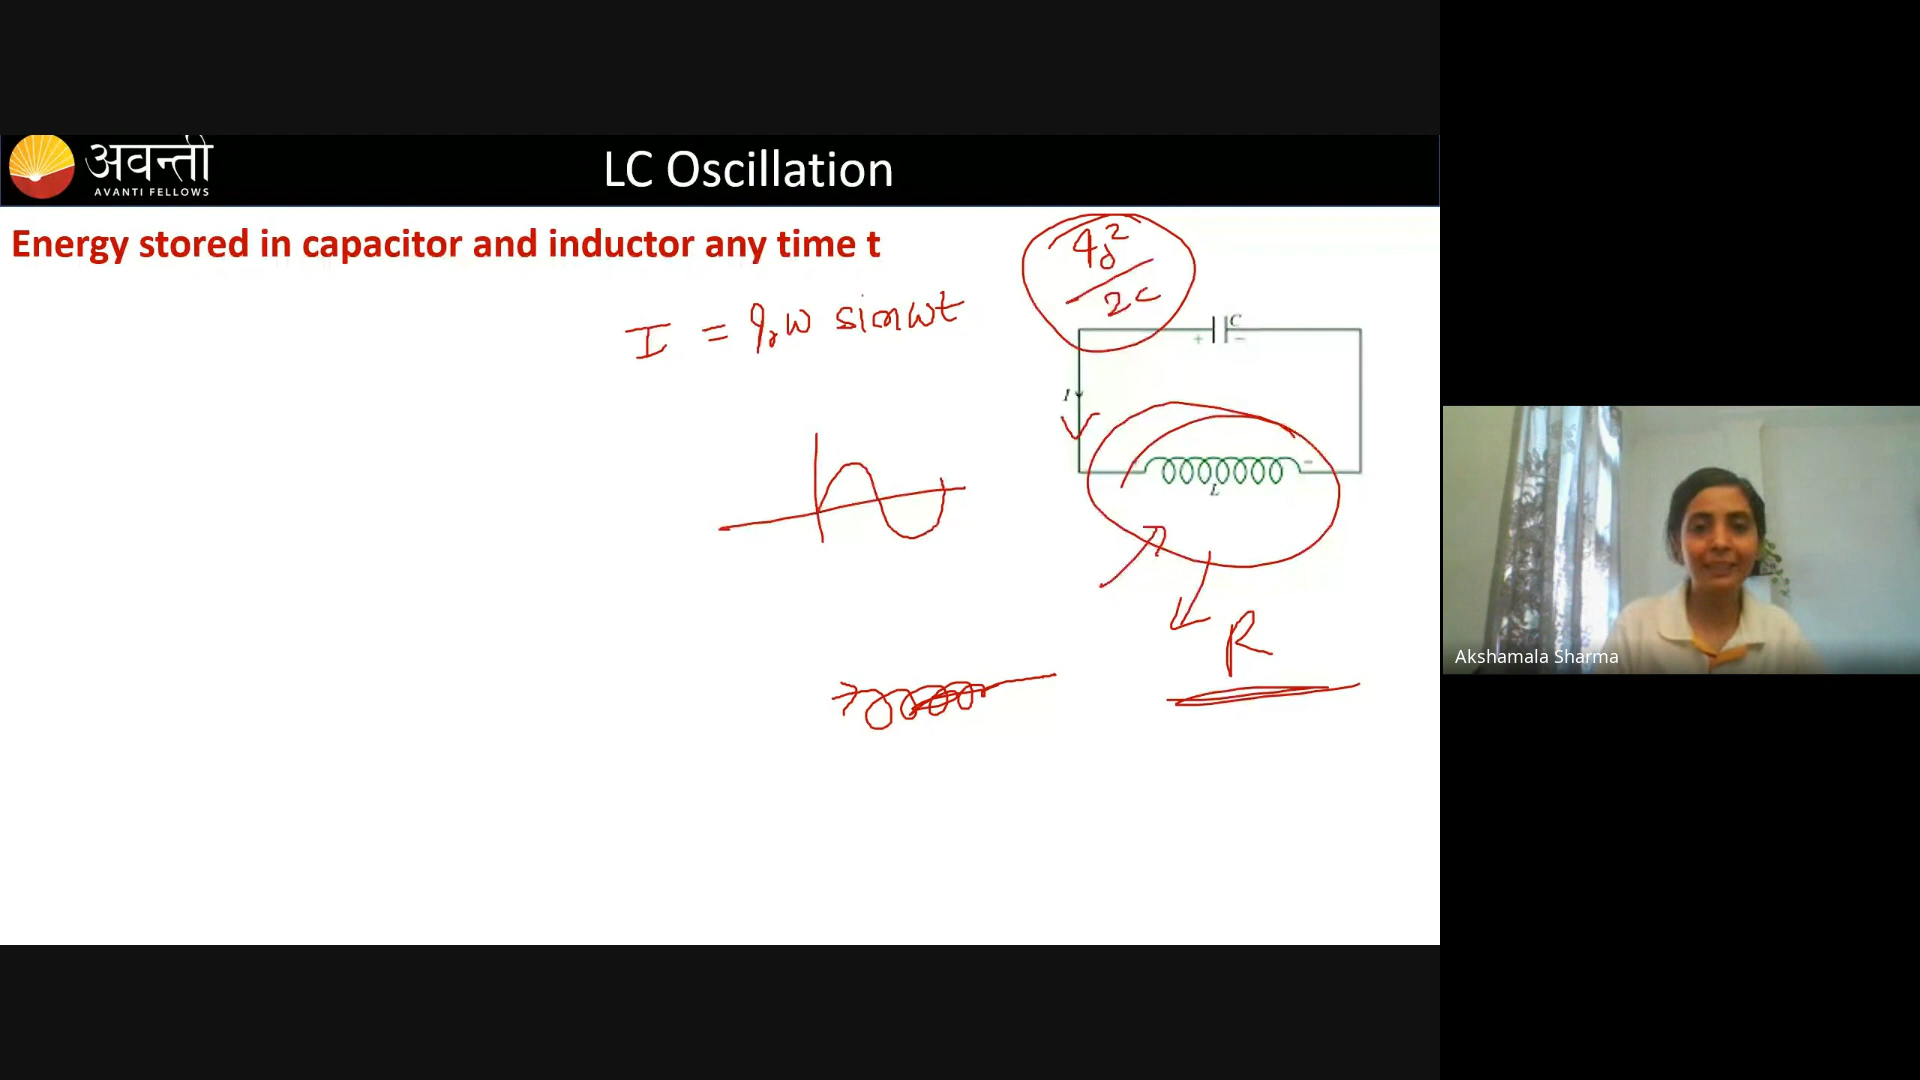 अवन्ती
AVANTI FELLOWS
LC Oscillation
Energy stored in capacitor and inductor any time t
q₀²
2C
I = q₀ω sinωt
C
+ −
I
−
L
R
Akshamala Sharma